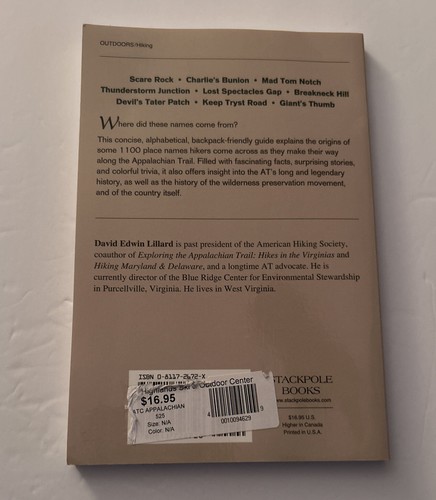 OUTDOORS/Hiking
Scare Rock • Charlie's Bunion • Mad Tom Notch
Thunderstorm Junction • Lost Spectacles Gap • Breakneck Hill
Devil's Tater Patch • Keep Tryst Road • Giant's Thumb
Where did these names come from?
This concise, alphabetical, backpack-friendly guide explains the origins of
some 1100 place names hikers come across as they make their way
along the Appalachian Trail. Filled with fascinating facts, surprising stories,
and colorful trivia, it also offers insight into the AT's long and legendary
history, as well as the history of the wilderness preservation movement,
and of the country itself.
David Edwin Lillard is past president of the American Hiking Society,
coauthor of Exploring the Appalachian Trail: Hikes in the Virginias and
Hiking Maryland & Delaware, and a longtime AT advocate. He is
currently director of the Blue Ridge Center for Environmental Stewardship
in Purcellville, Virginia. He lives in West Virginia.
ISBN 0-8117-2672-X
Highlands Ski & Outdoor Center
$16.95
ATC APPALACHIAN
525
Size: N/A
Color: N/A
4
9
0010094629
STACKPOLE
BOOKS
www.stackpolebooks.com
$16.95 U.S.
Higher in Canada
Printed in U.S.A.